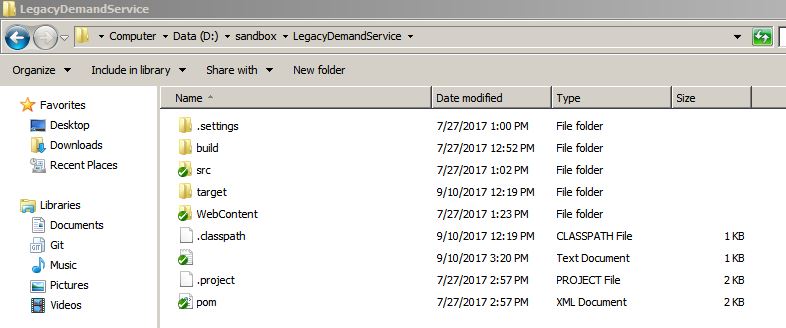 LegacyDemandService
Computer Data (D:) sandbox LegacyDemandService
Organize Include in library Share with New folder
Favorites
Desktop
Downloads
Recent Places
Libraries
Documents
Git
Music
Pictures
Videos
Name Date modified Type Size
.settings 7/27/2017 1:00 PM File folder
build 7/27/2017 12:52 PM File folder
src 7/27/2017 1:02 PM File folder
target 9/10/2017 12:19 PM File folder
WebContent 7/27/2017 1:23 PM File folder
.classpath 9/10/2017 12:19 PM CLASSPATH File 1 KB
9/10/2017 3:20 PM Text Document 1 KB
.project 7/27/2017 2:57 PM PROJECT File 2 KB
pom 7/27/2017 2:57 PM XML Document 2 KB